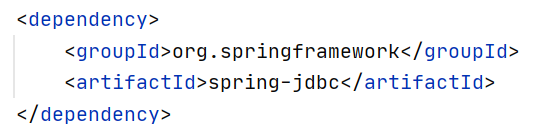 <dependency>
    <groupId>org.springframework</groupId>
    <artifactId>spring-jdbc</artifactId>
</dependency>